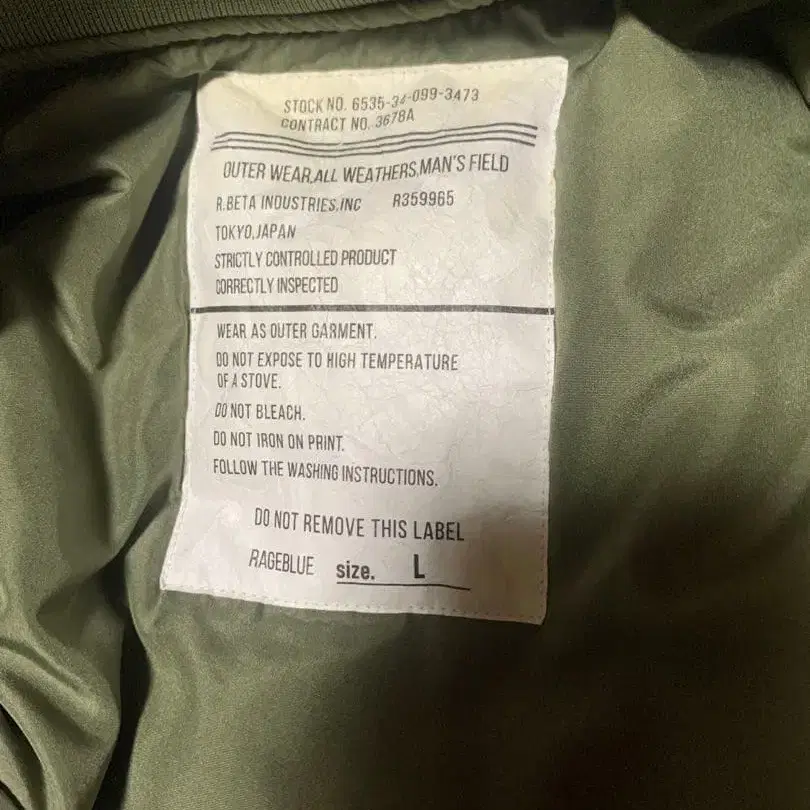 STOCK NO. 6535-34-099-3473
CONTRACT NO. 3678A
OUTER WEAR,ALL WEATHERS,MAN'S FIELD
R.BETA INDUSTRIES,INC R359965
TOKYO,JAPAN
STRICTLY CONTROLLED PRODUCT
CORRECTLY INSPECTED
WEAR AS OUTER GARMENT.
DO NOT EXPOSE TO HIGH TEMPERATURE
OF A STOVE.
DO NOT BLEACH.
DO NOT IRON ON PRINT.
FOLLOW THE WASHING INSTRUCTIONS.
DO NOT REMOVE THIS LABEL
RAGEBLUE size. L